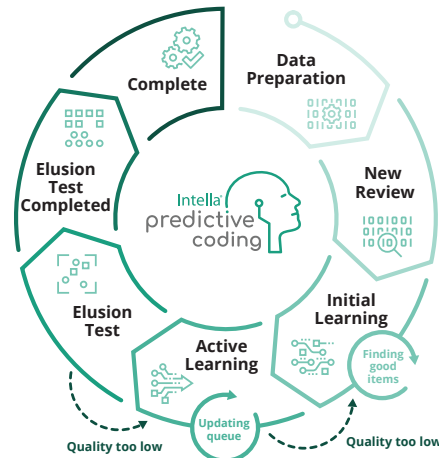 Complete
Data
Preparation
Elusion
Test
Completed
New
Review
Intella®
predictive
coding
Elusion
Test
Initial
Learning
Active
Learning
Finding
good
items
Updating
queue
Quality too low
Quality too low